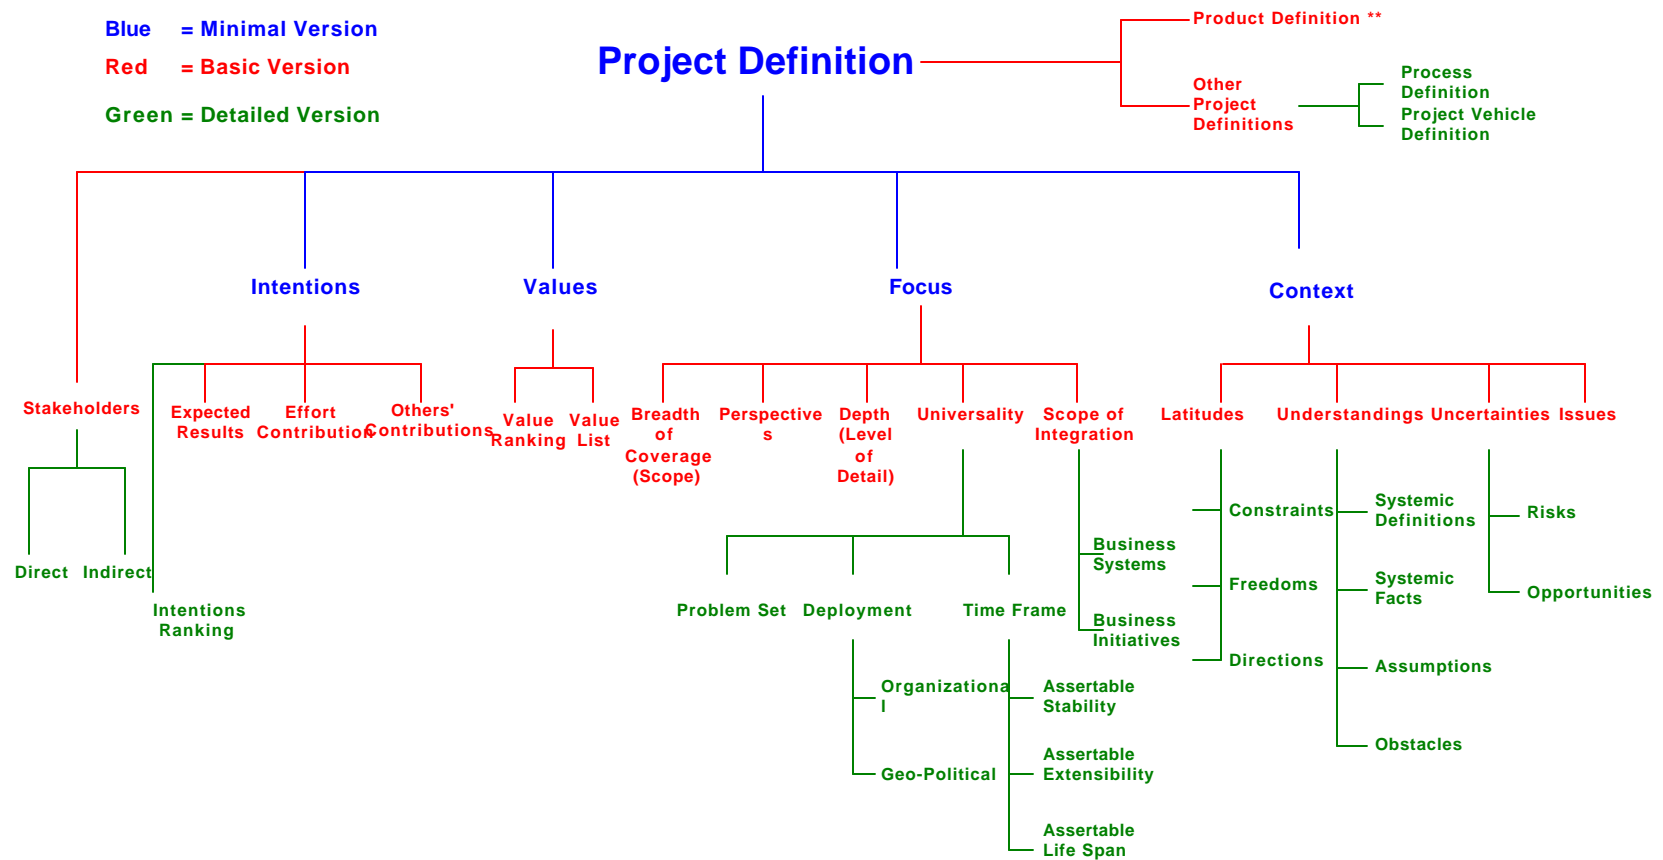 Blue = Minimal Version
Red = Basic Version
Green = Detailed Version
Project Definition
Product Definition **
Other
Project
Definitions
Process
Definition
Project Vehicle
Definition
Intentions
Values
Focus
Context
Stakeholders
Expected
Results
Effort
Contribution
Others'
Contributions
Value
Ranking
Value
List
Breadth
of
Coverage
(Scope)
Perspective
s
Depth
(Level
of
Detail)
Universality
Scope of
Integration
Latitudes
Understandings
Uncertainties
Issues
Direct
Indirect
Intentions
Ranking
Problem Set
Deployment
Time Frame
Business
Systems
Business
Initiatives
Organizationa
l
Geo-Political
Assertable
Stability
Assertable
Extensibility
Assertable
Life Span
Constraints
Freedoms
Directions
Systemic
Definitions
Systemic
Facts
Assumptions
Obstacles
Risks
Opportunities